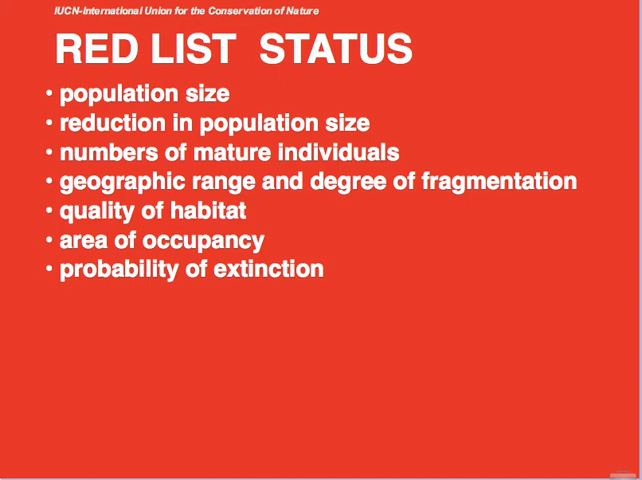 IUCN-International Union for the Conservation of Nature
RED LIST STATUS
• population size
• reduction in population size
• numbers of mature individuals
• geographic range and degree of fragmentation
• quality of habitat
• area of occupancy
• probability of extinction